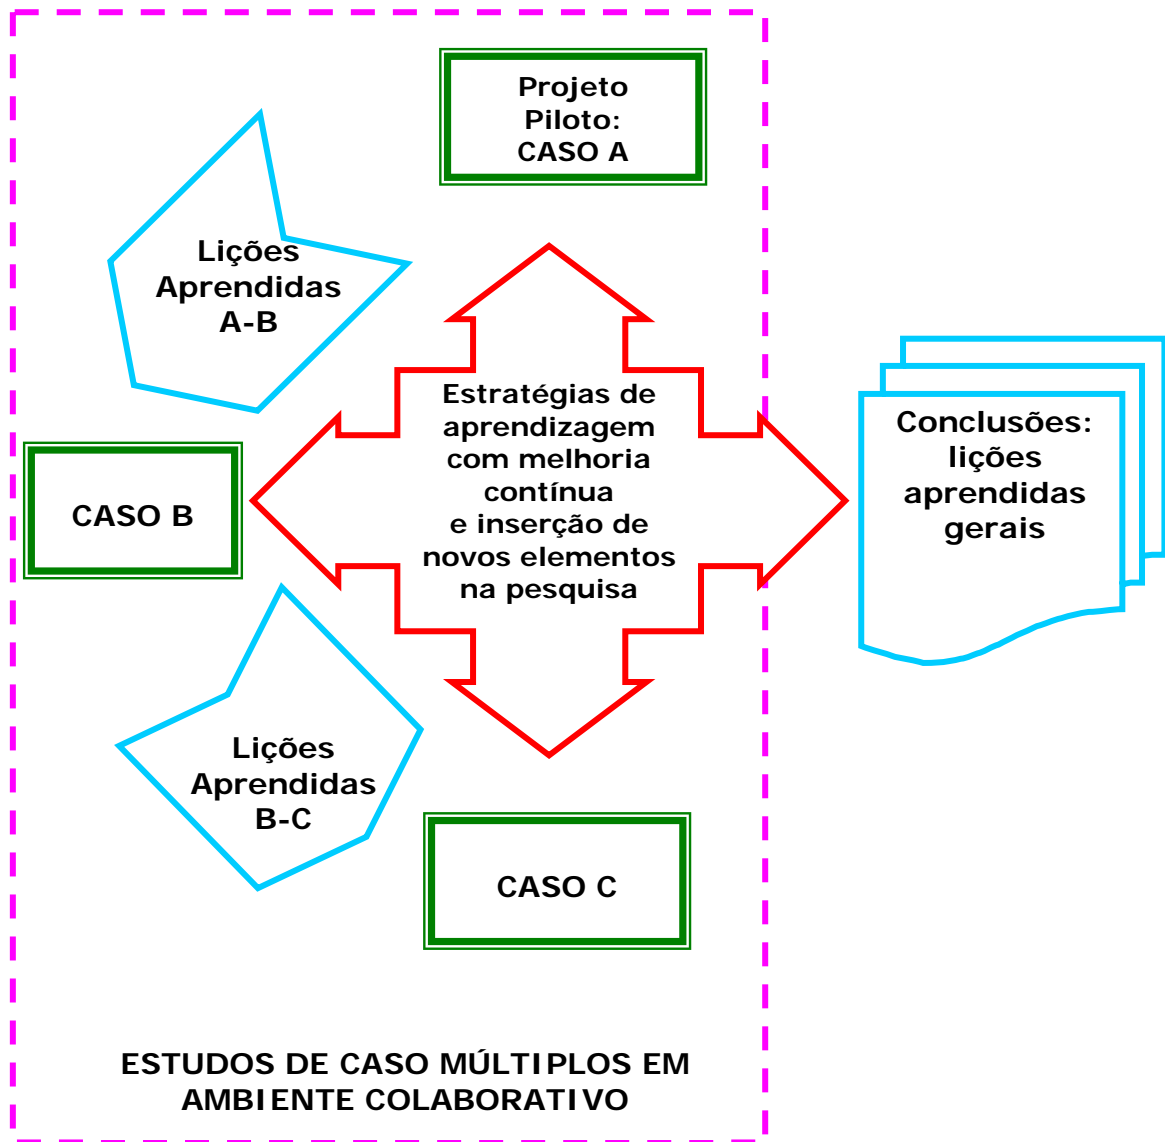 Projeto
Piloto:
CASO A
Lições
Aprendidas
A-B
Estratégias de
aprendizagem
com melhoria
contínua
e inserção de
novos elementos
na pesquisa
Conclusões:
lições
aprendidas
gerais
CASO B
Lições
Aprendidas
B-C
CASO C
ESTUDOS DE CASO MÚLTIPLOS EM
AMBIENTE COLABORATIVO